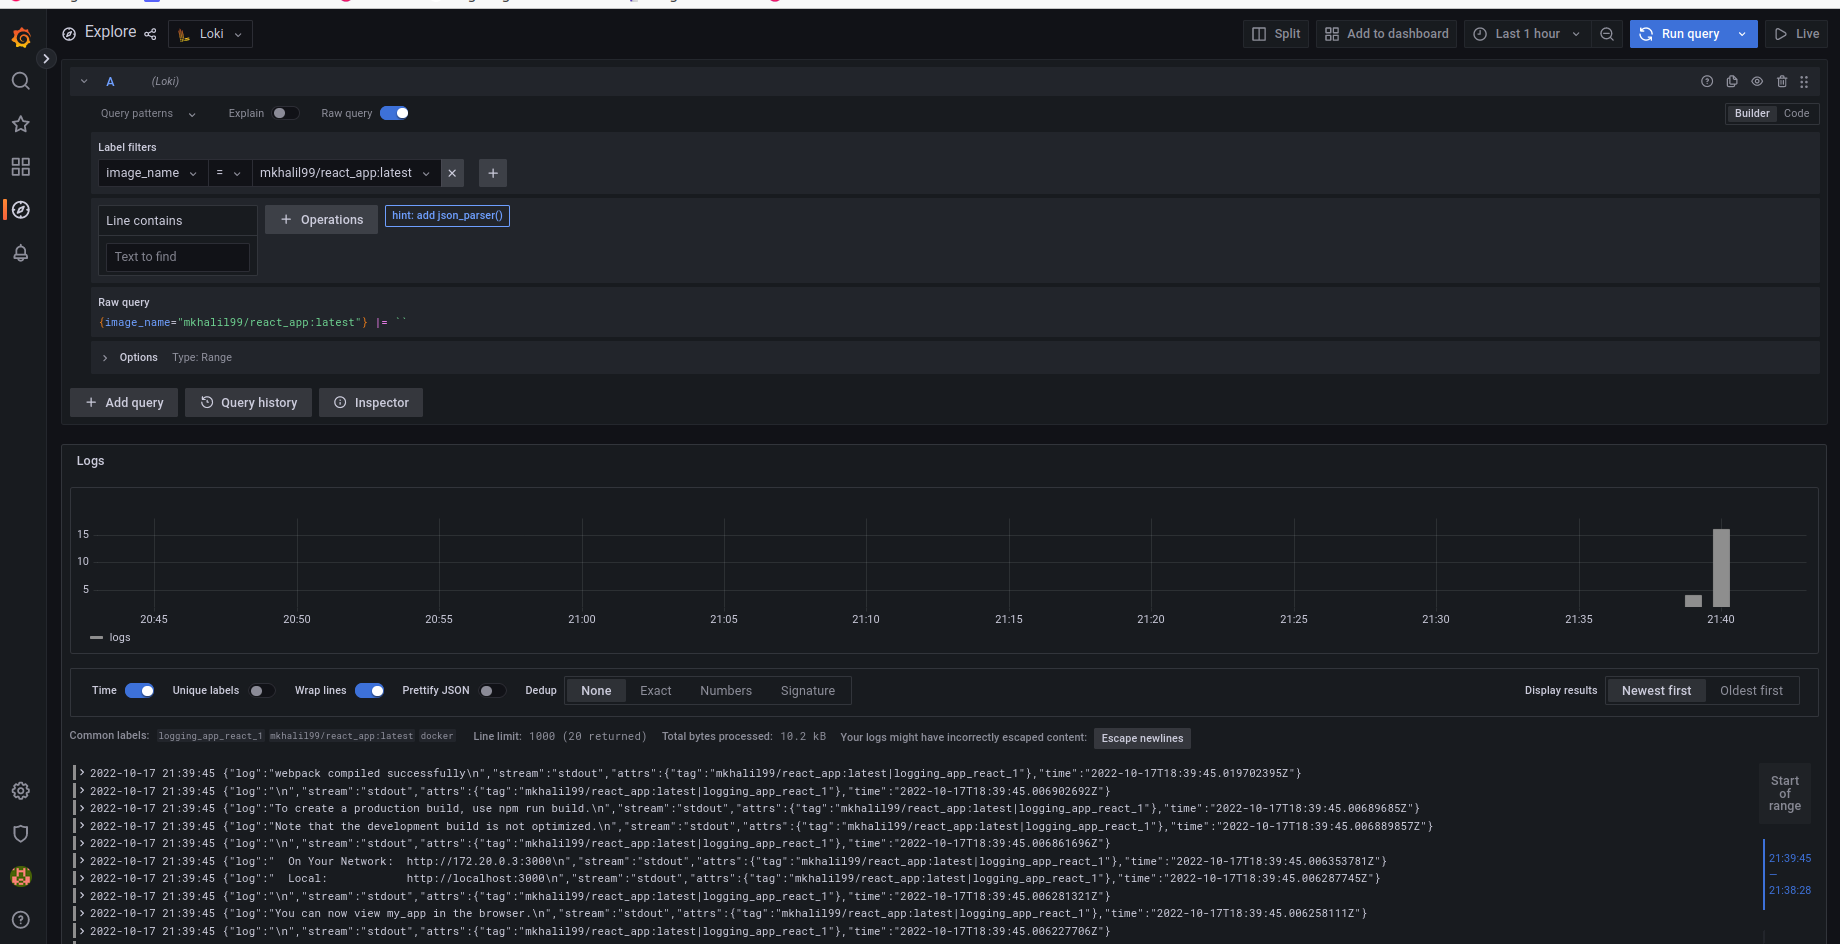 Explore
Loki
Split
Add to dashboard
Last 1 hour
Run query
Live
A
(Loki)
Query patterns
Explain
Raw query
Builder
Code
Label filters
image_name
=
mkhalil99/react_app:latest
Line contains
Operations
hint: add json_parser()
Text to find
Raw query
{image_name="mkhalil99/react_app:latest"} |= ``
Options
Type: Range
Add query
Query history
Inspector
Logs
15
10
5
20:45
20:50
20:55
21:00
21:05
21:10
21:15
21:20
21:25
21:30
21:35
21:40
logs
Time
Unique labels
Wrap lines
Prettify JSON
Dedup
None
Exact
Numbers
Signature
Display results
Newest first
Oldest first
Common labels: logging_app_react_1 mkhalil99/react_app:latest docker
Line limit: 1000 (20 returned)
Total bytes processed: 10.2 kB
Your logs might have incorrectly escaped content:
Escape newlines
2022-10-17 21:39:45 {"log":"webpack compiled successfully\n","stream":"stdout","attrs":{"tag":"mkhalil99/react_app:latest|logging_app_react_1"},"time":"2022-10-17T18:39:45.019702395Z"}
2022-10-17 21:39:45 {"log":"\n","stream":"stdout","attrs":{"tag":"mkhalil99/react_app:latest|logging_app_react_1"},"time":"2022-10-17T18:39:45.006902692Z"}
2022-10-17 21:39:45 {"log":"To create a production build, use npm run build.\n","stream":"stdout","attrs":{"tag":"mkhalil99/react_app:latest|logging_app_react_1"},"time":"2022-10-17T18:39:45.00689685Z"}
2022-10-17 21:39:45 {"log":"Note that the development build is not optimized.\n","stream":"stdout","attrs":{"tag":"mkhalil99/react_app:latest|logging_app_react_1"},"time":"2022-10-17T18:39:45.006889857Z"}
2022-10-17 21:39:45 {"log":"\n","stream":"stdout","attrs":{"tag":"mkhalil99/react_app:latest|logging_app_react_1"},"time":"2022-10-17T18:39:45.006861696Z"}
2022-10-17 21:39:45 {"log":"  On Your Network:  http://172.20.0.3:3000\n","stream":"stdout","attrs":{"tag":"mkhalil99/react_app:latest|logging_app_react_1"},"time":"2022-10-17T18:39:45.006353781Z"}
2022-10-17 21:39:45 {"log":"  Local:            http://localhost:3000\n","stream":"stdout","attrs":{"tag":"mkhalil99/react_app:latest|logging_app_react_1"},"time":"2022-10-17T18:39:45.006287745Z"}
2022-10-17 21:39:45 {"log":"\n","stream":"stdout","attrs":{"tag":"mkhalil99/react_app:latest|logging_app_react_1"},"time":"2022-10-17T18:39:45.006281321Z"}
2022-10-17 21:39:45 {"log":"You can now view my_app in the browser.\n","stream":"stdout","attrs":{"tag":"mkhalil99/react_app:latest|logging_app_react_1"},"time":"2022-10-17T18:39:45.006258111Z"}
2022-10-17 21:39:45 {"log":"\n","stream":"stdout","attrs":{"tag":"mkhalil99/react_app:latest|logging_app_react_1"},"time":"2022-10-17T18:39:45.006227706Z"}
Start
of
range
21:39:45
—
21:38:28